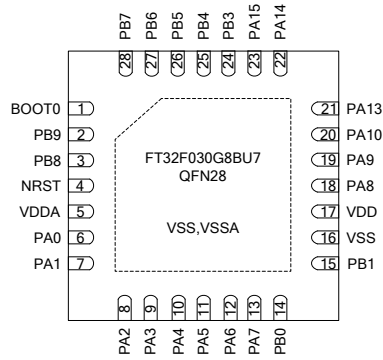 PB7 PB6 PB5 PB4 PB3 PA15 PA14
28 27 26 25 24 23 22
BOOT0 1
PB9 2
PB8 3
NRST 4
VDDA 5
PA0 6
PA1 7
FT32F030G8BU7
QFN28
VSS,VSSA
21 PA13
20 PA10
19 PA9
18 PA8
17 VDD
16 VSS
15 PB1
8 9 10 11 12 13 14
PA2 PA3 PA4 PA5 PA6 PA7 PB0